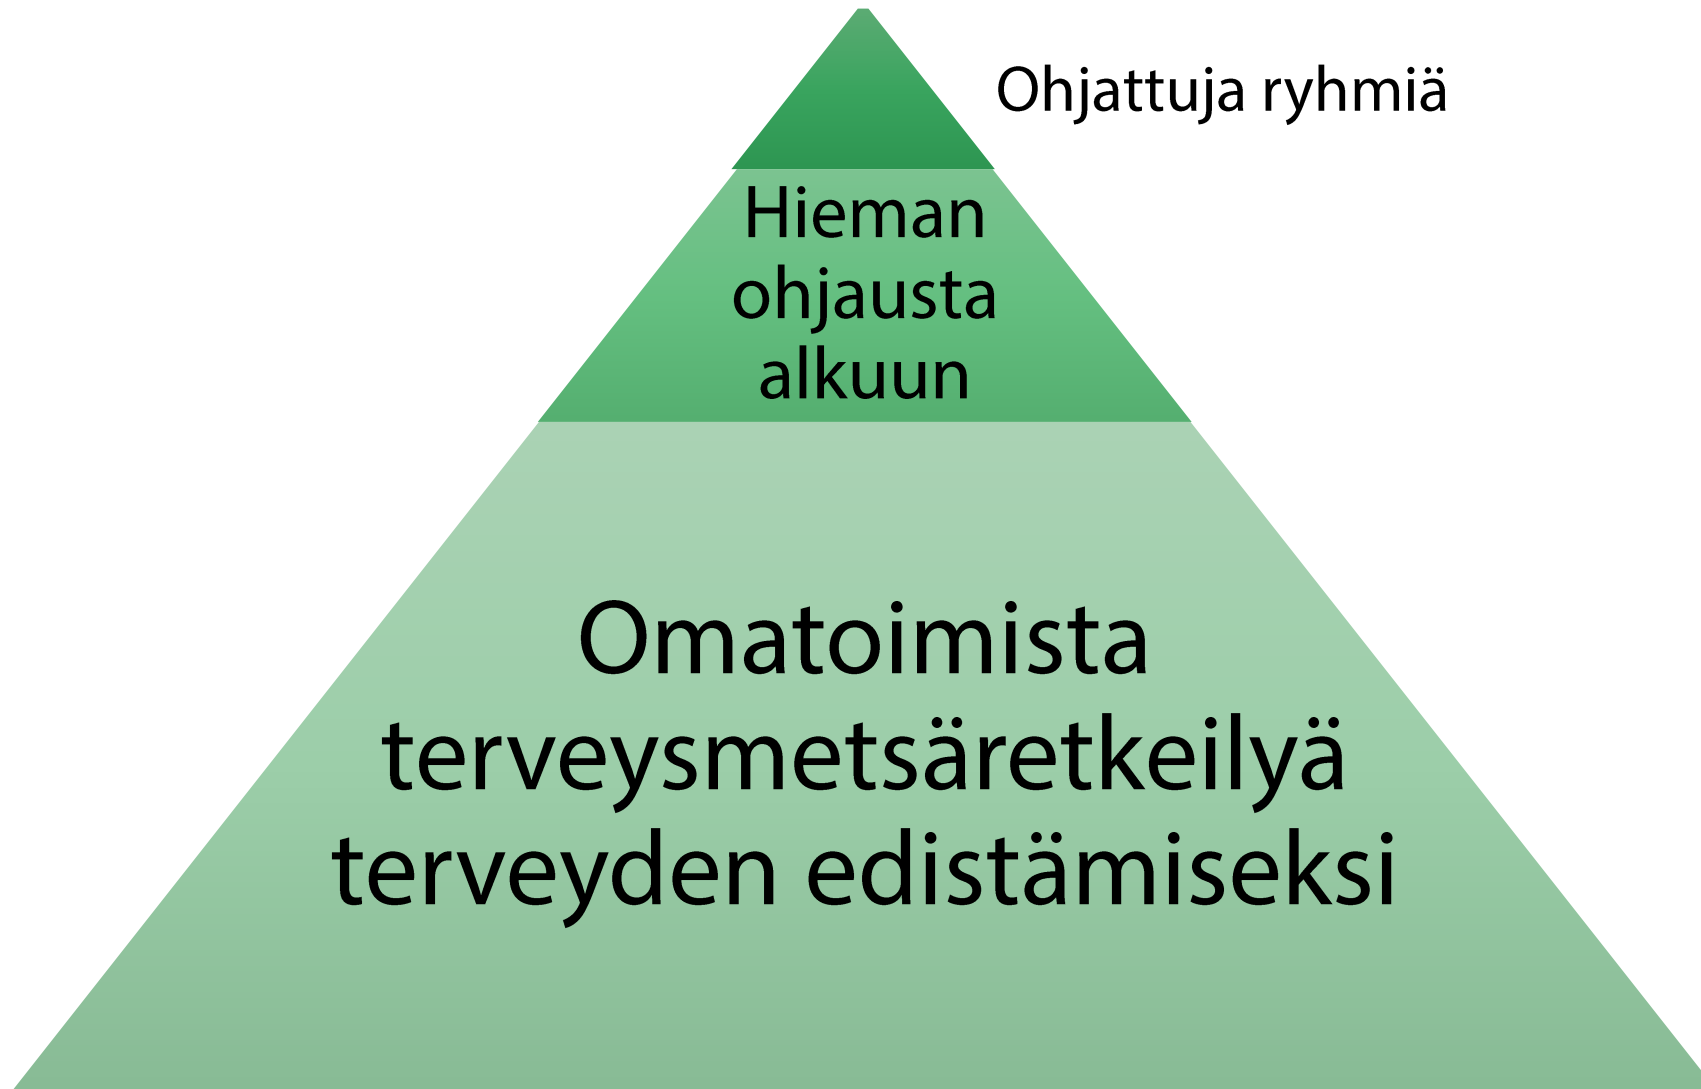 Ohjattuja ryhmiä
Hieman
ohjausta
alkuun
Omatoimista
terveysmetsäretkeilyä
terveyden edistämiseksi